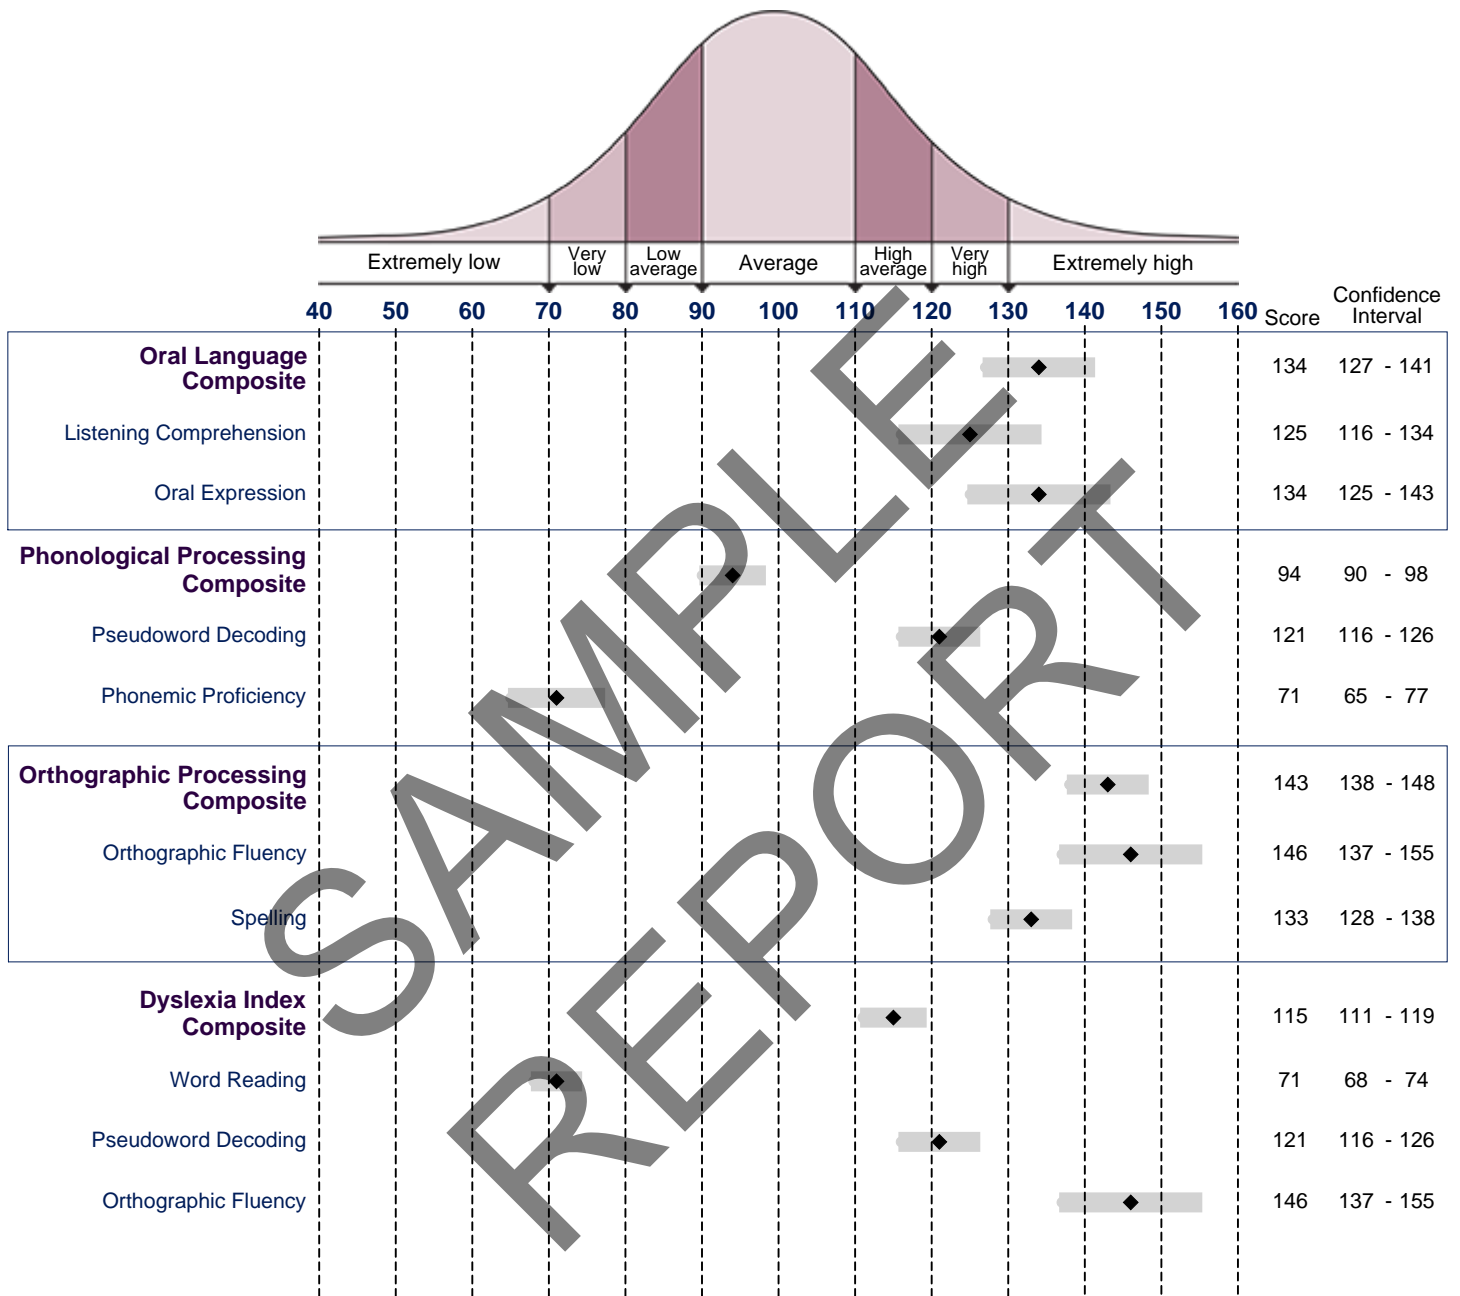 Extremely low
Very low
Low average
Average
High average
Very high
Extremely high
40 50 60 70 80 90 100 110 120 130 140 150 160 Score Confidence Interval
Oral Language
Composite 134 127 - 141
Listening Comprehension 125 116 - 134
Oral Expression 134 125 - 143
Phonological Processing
Composite 94 90 - 98
Pseudoword Decoding 121 116 - 126
Phonemic Proficiency 71 65 - 77
Orthographic Processing
Composite 143 138 - 148
Orthographic Fluency 146 137 - 155
Spelling 133 128 - 138
Dyslexia Index
Composite 115 111 - 119
Word Reading 71 68 - 74
Pseudoword Decoding 121 116 - 126
Orthographic Fluency 146 137 - 155
SAMPLE
REPORT